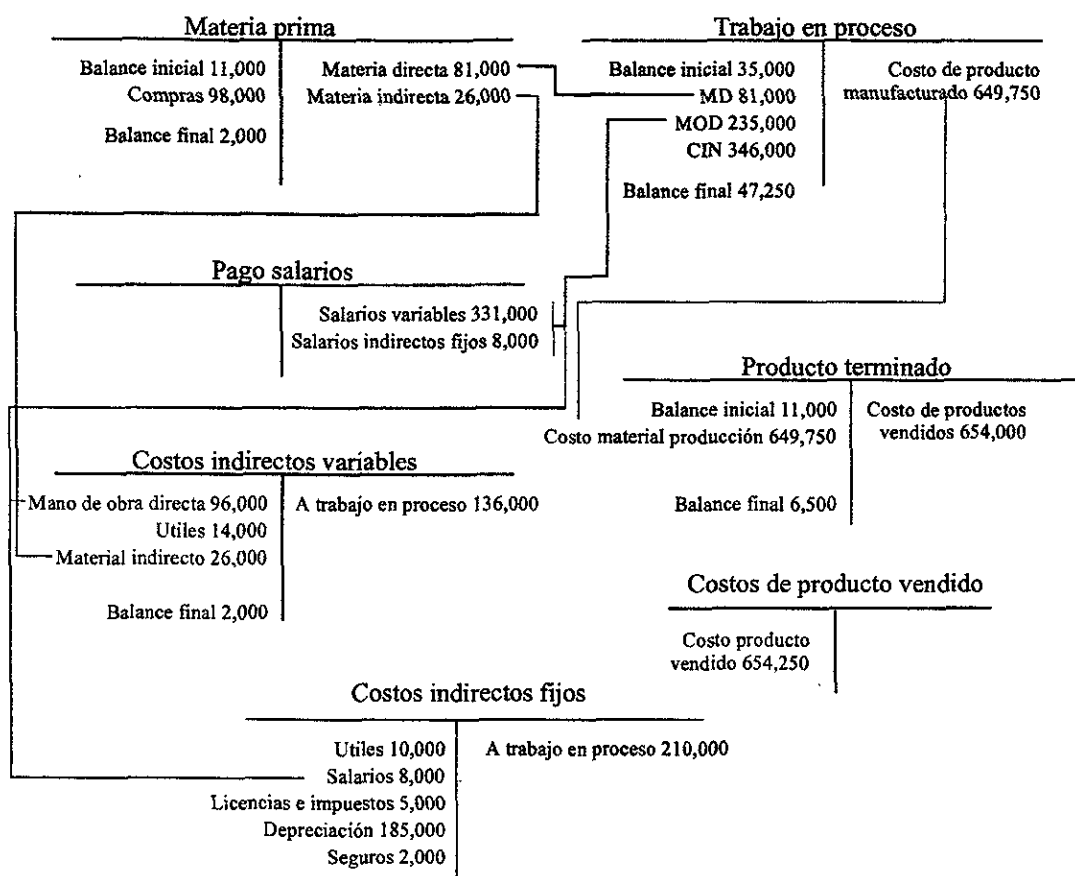 Materia prima
Balance inicial 11,000
Compras 98,000
Balance final 2,000
Materia directa 81,000
Materia indirecta 26,000
Trabajo en proceso
Balance inicial 35,000
MD 81,000
MOD 235,000
CIN 346,000
Balance final 47,250
Costo de producto
manufacturado 649,750
Pago salarios
Salarios variables 331,000
Salarios indirectos fijos 8,000
Producto terminado
Balance inicial 11,000
Costo material producción 649,750
Balance final 6,500
Costo de productos
vendidos 654,000
Costos indirectos variables
Mano de obra directa 96,000
Utiles 14,000
Material indirecto 26,000
Balance final 2,000
A trabajo en proceso 136,000
Costos de producto vendido
Costo producto
vendido 654,250
Costos indirectos fijos
Utiles 10,000
Salarios 8,000
Licencias e impuestos 5,000
Depreciación 185,000
Seguros 2,000
A trabajo en proceso 210,000